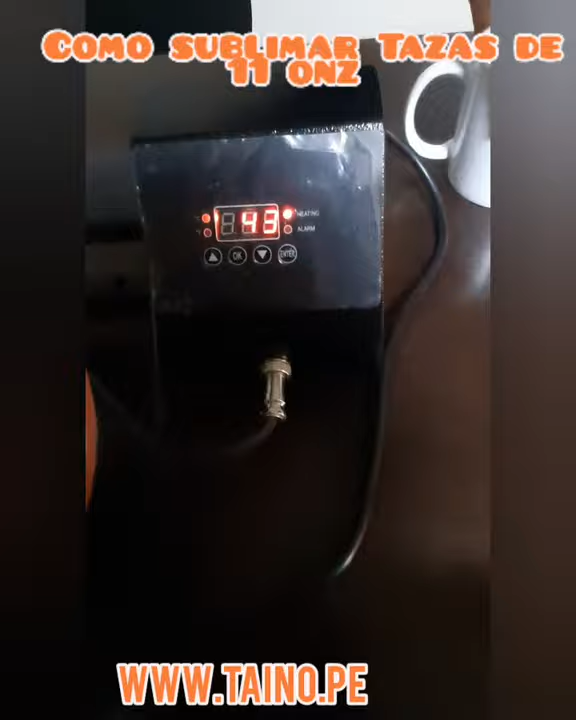 Como sublimar Tazas de
11 onz
43
HEATING
ALARM
OK
ENTER
WWW.TAINO.PE